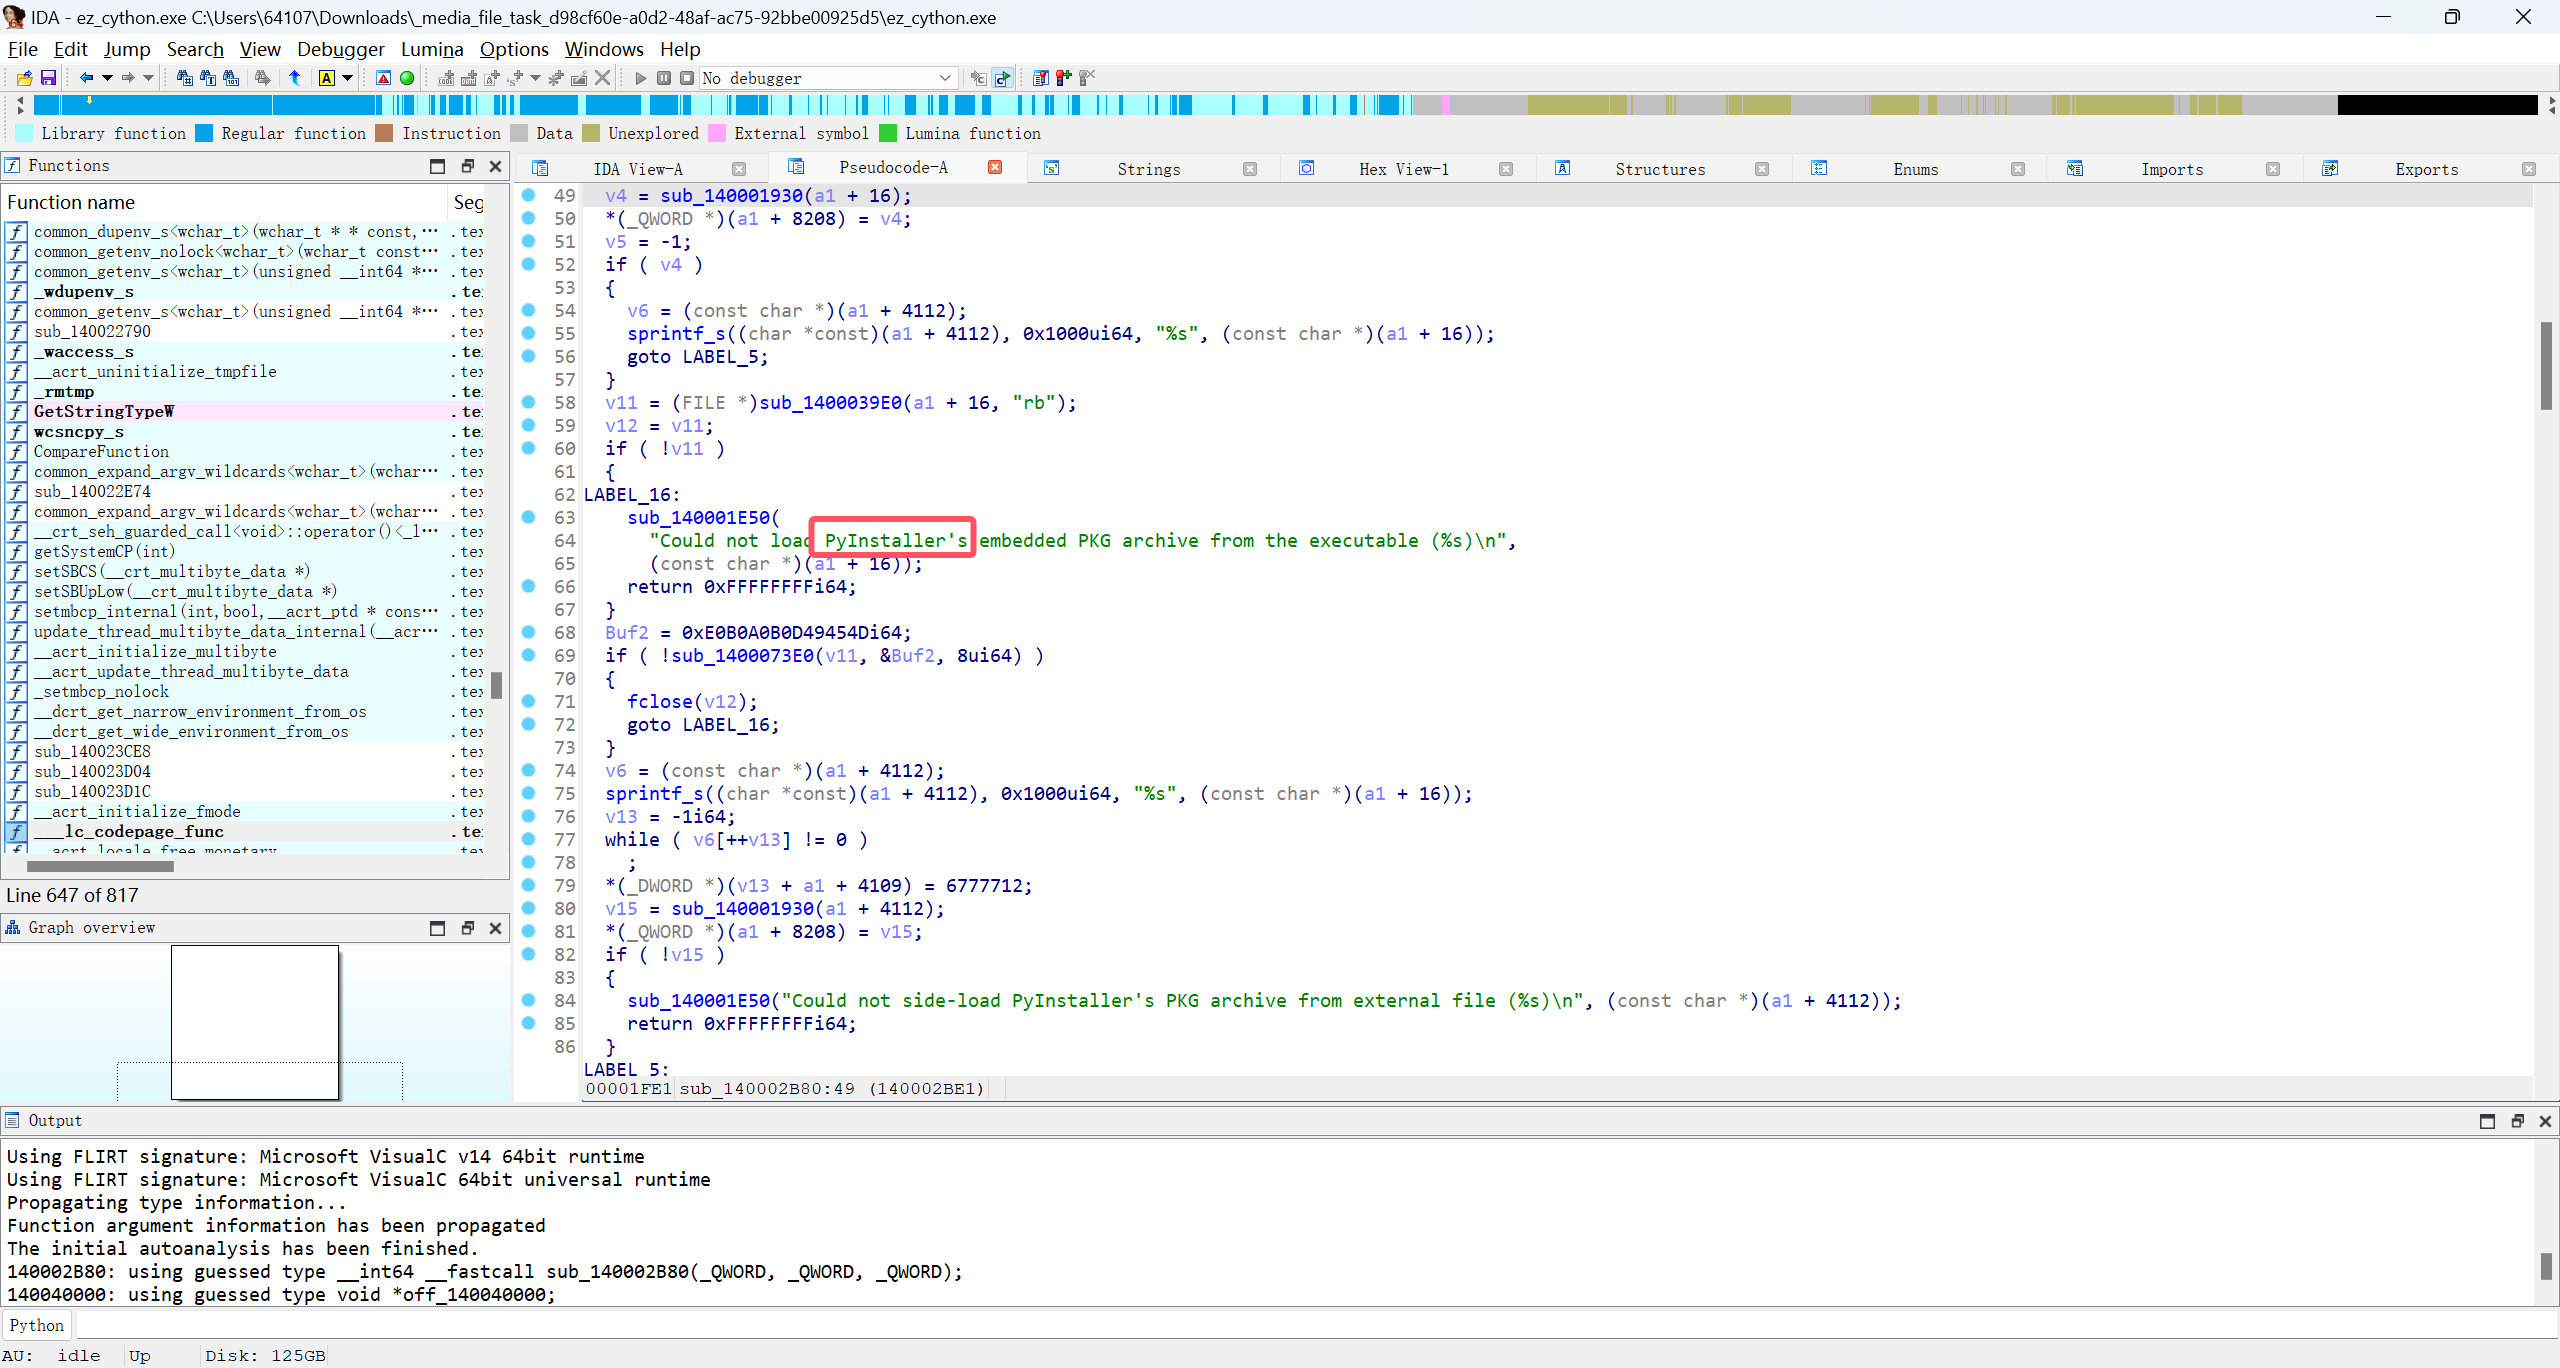 IDA - ez_cython.exe C:\Users\64107\Downloads\_media_file_task_d98cf60e-a0d2-48af-ac75-92bbe00925d5\ez_cython.exe
File Edit Jump Search View Debugger Lumina Options Windows Help
No debugger
Library function Regular function Instruction Data Unexplored External symbol Lumina function
Functions
Function name Seg
common_dupenv_s<wchar_t>(wchar_t * * const,··· .tex
common_getenv_nolock<wchar_t>(wchar_t const··· .tex
common_getenv_s<wchar_t>(unsigned __int64 *··· .tex
_wdupenv_s .te
common_getenv_s<wchar_t>(unsigned __int64 *··· .tex
sub_140022790 .tex
_waccess_s .te
__acrt_uninitialize_tmpfile .tex
_rmtmp .te
GetStringTypeW .te
wcsncpy_s .te
CompareFunction .tex
common_expand_argv_wildcards<wchar_t>(wchar··· .tex
sub_140022E74 .tex
common_expand_argv_wildcards<wchar_t>(wchar··· .tex
__crt_seh_guarded_call<void>::operator()<_l··· .tex
getSystemCP(int) .tex
setSBCS(__crt_multibyte_data *) .tex
setSBUpLow(__crt_multibyte_data *) .tex
setmbcp_internal(int,bool,__acrt_ptd * cons··· .tex
update_thread_multibyte_data_internal(__acr··· .tex
__acrt_initialize_multibyte .tex
__acrt_update_thread_multibyte_data .tex
_setmbcp_nolock .tex
__dcrt_get_narrow_environment_from_os .tex
__dcrt_get_wide_environment_from_os .tex
sub_140023CE8 .tex
sub_140023D04 .tex
sub_140023D1C .tex
__acrt_initialize_fmode .tex
___lc_codepage_func .te
__acrt_locale_free_monetary .tex
Line 647 of 817
Graph overview
IDA View-A Pseudocode-A Strings Hex View-1 Structures Enums Imports Exports
49 v4 = sub_140001930(a1 + 16);
50 *(_QWORD *)(a1 + 8208) = v4;
51 v5 = -1;
52 if ( v4 )
53 {
54 v6 = (const char *)(a1 + 4112);
55 sprintf_s((char *const)(a1 + 4112), 0x1000ui64, "%s", (const char *)(a1 + 16));
56 goto LABEL_5;
57 }
58 v11 = (FILE *)sub_1400039E0(a1 + 16, "rb");
59 v12 = v11;
60 if ( !v11 )
61 {
62 LABEL_16:
63 sub_140001E50(
64 "Could not load PyInstaller's embedded PKG archive from the executable (%s)\n",
65 (const char *)(a1 + 16));
66 return 0xFFFFFFFFi64;
67 }
68 Buf2 = 0xE0B0A0B0D49454Di64;
69 if ( !sub_1400073E0(v11, &Buf2, 8ui64) )
70 {
71 fclose(v12);
72 goto LABEL_16;
73 }
74 v6 = (const char *)(a1 + 4112);
75 sprintf_s((char *const)(a1 + 4112), 0x1000ui64, "%s", (const char *)(a1 + 16));
76 v13 = -1i64;
77 while ( v6[++v13] != 0 )
78 ;
79 *(_DWORD *)(v13 + a1 + 4109) = 6777712;
80 v15 = sub_140001930(a1 + 4112);
81 *(_QWORD *)(a1 + 8208) = v15;
82 if ( !v15 )
83 {
84 sub_140001E50("Could not side-load PyInstaller's PKG archive from external file (%s)\n", (const char *)(a1 + 4112));
85 return 0xFFFFFFFFi64;
86 }
LABEL_5:
00001FE1 sub_140002B80:49 (140002BE1)
Output
Using FLIRT signature: Microsoft VisualC v14 64bit runtime
Using FLIRT signature: Microsoft VisualC 64bit universal runtime
Propagating type information...
Function argument information has been propagated
The initial autoanalysis has been finished.
140002B80: using guessed type __int64 __fastcall sub_140002B80(_QWORD, _QWORD, _QWORD);
140040000: using guessed type void *off_140040000;
Python
AU: idle Up Disk: 125GB